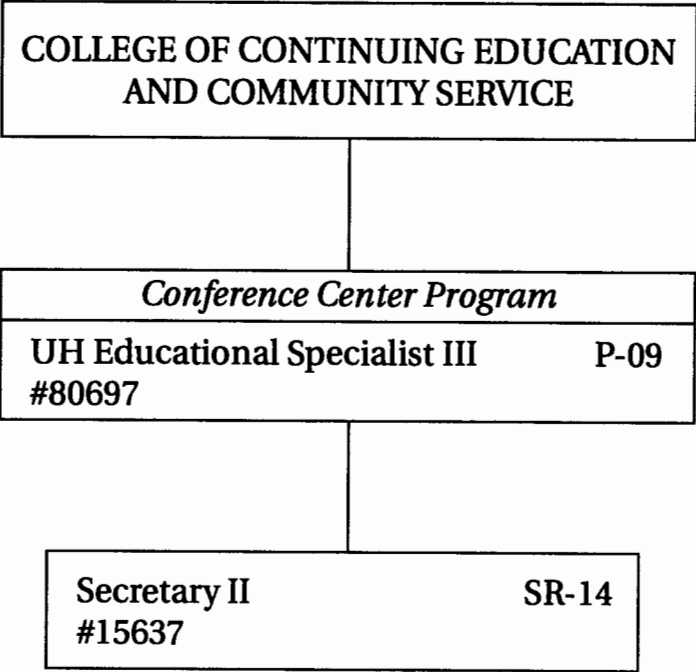 COLLEGE OF CONTINUING EDUCATION
AND COMMUNITY SERVICE
Conference Center Program
UH Educational Specialist III P-09
#80697
Secretary II SR-14
#15637